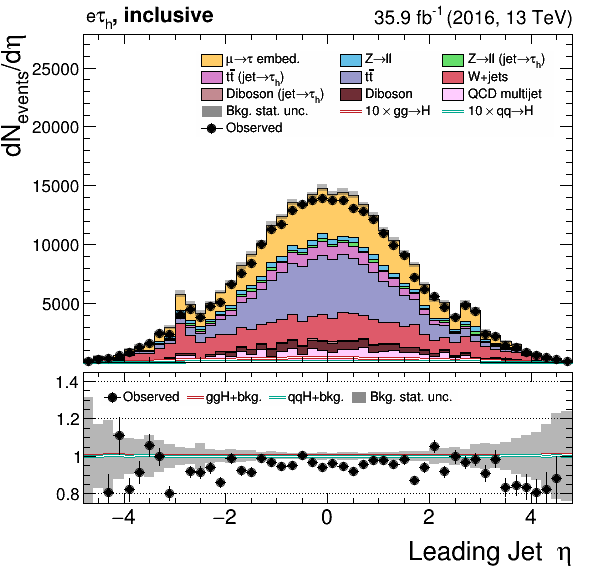 eτh, inclusive 35.9 fb-1 (2016, 13 TeV)
dNevents/dη
25000
20000
15000
10000
5000
μ→τ embed. Z→ll Z→ll (jet→τh)
tt̄ (jet→τh) tt̄ W+jets
Diboson (jet→τh) Diboson QCD multijet
Bkg. stat. unc. 10 × gg→H 10 × qq→H
Observed
1.4
1.2
1
0.8
Observed ggH+bkg. qqH+bkg. Bkg. stat. unc.
−4 −2 0 2 4
Leading Jet η